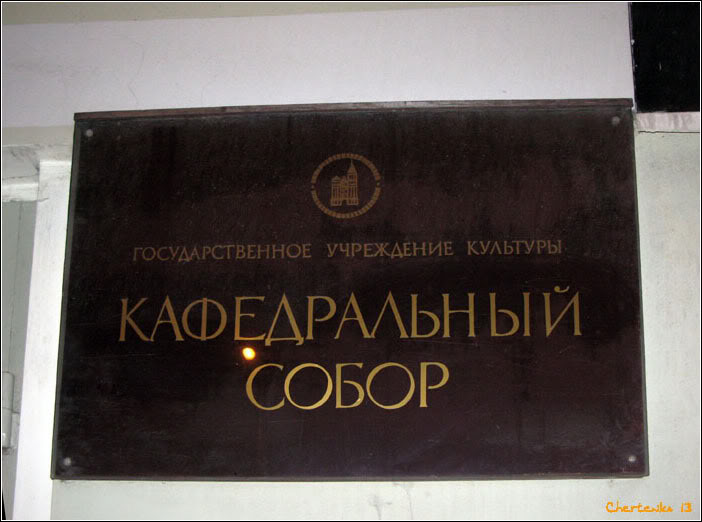 ГОСУДАРСТВЕННОЕ УЧРЕЖДЕНИЕ КУЛЬТУРЫ
КАФЕДРАЛЬНЫЙ
СОБОР
Chertenka 13